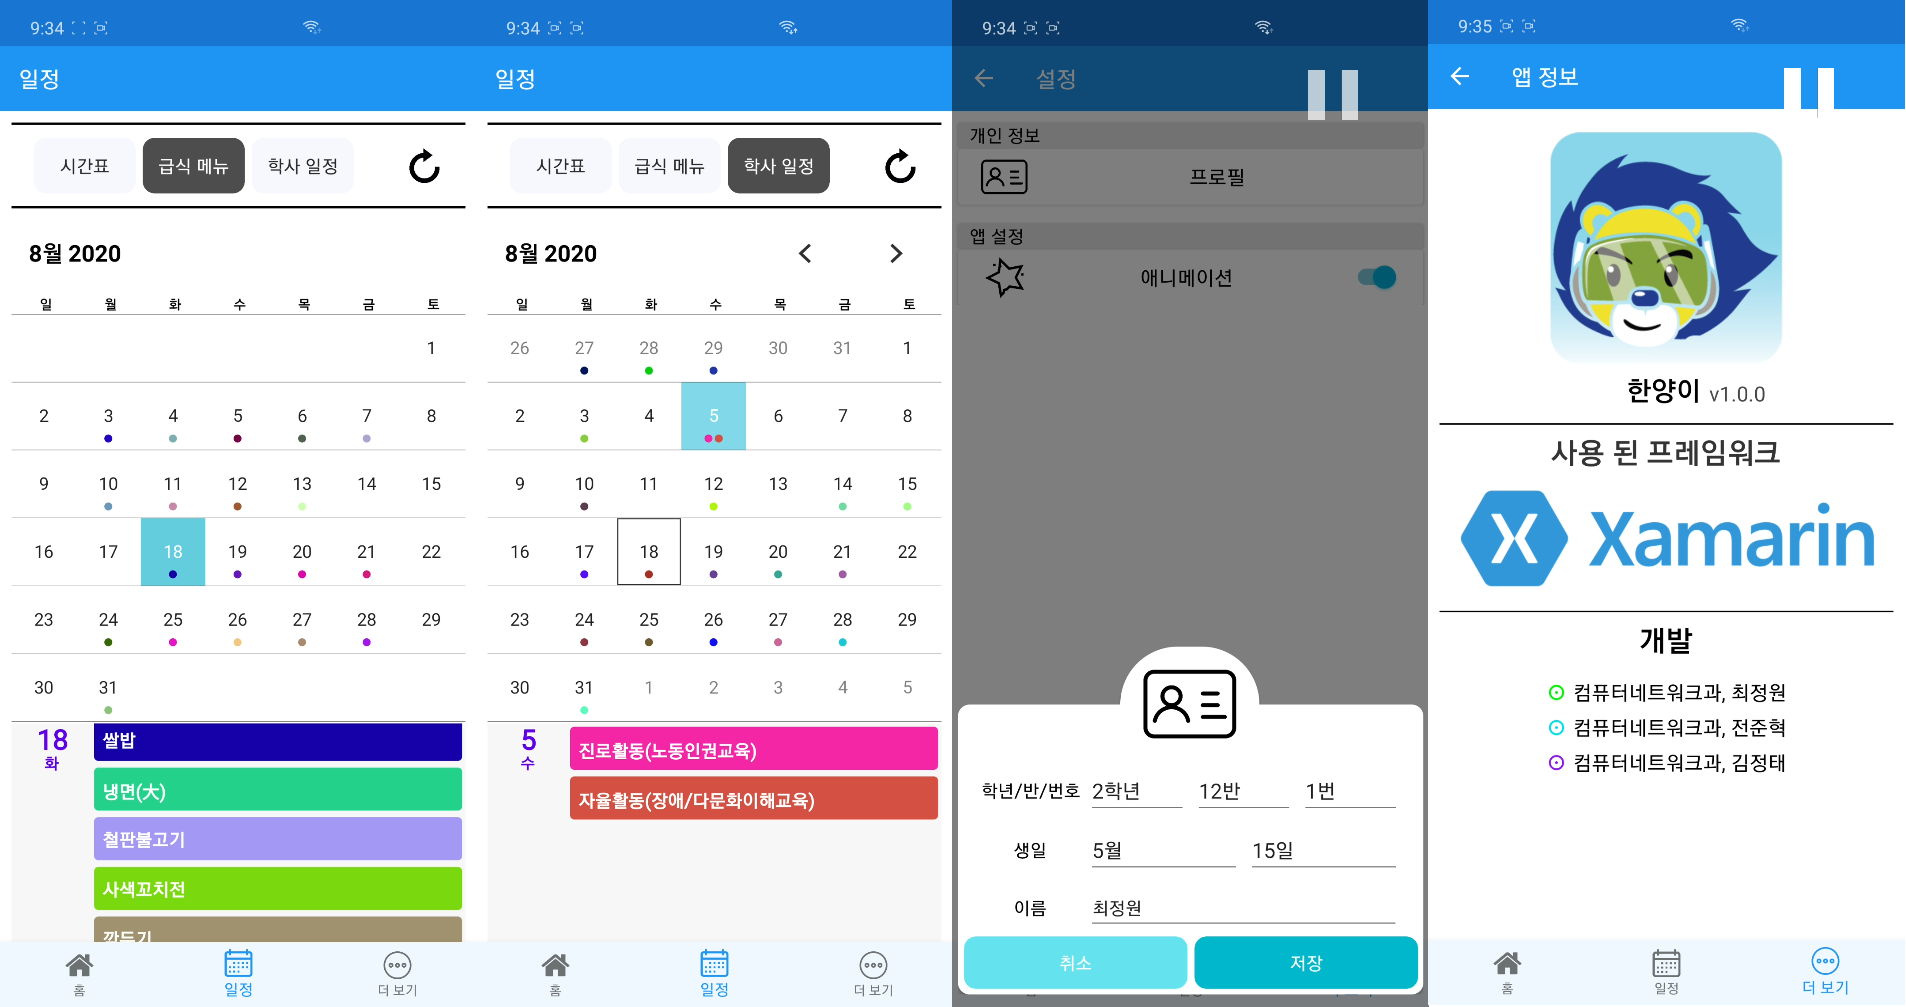 9:34
일정
시간표 급식 메뉴 학사 일정
8월 2020
일 월 화 수 목 금 토
1
2 3 4 5 6 7 8
9 10 11 12 13 14 15
16 17 18 19 20 21 22
23 24 25 26 27 28 29
30 31
18
화
쌀밥
냉면(大)
철판불고기
사색꼬치전
깍두기
홈 일정 더 보기
9:34
일정
시간표 급식 메뉴 학사 일정
8월 2020
일 월 화 수 목 금 토
26 27 28 29 30 31 1
2 3 4 5 6 7 8
9 10 11 12 13 14 15
16 17 18 19 20 21 22
23 24 25 26 27 28 29
30 31 1 2 3 4 5
5
수
진로활동(노동인권교육)
자율활동(장애/다문화이해교육)
홈 일정 더 보기
9:34
설정
개인 정보
프로필
앱 설정
애니메이션
학년/반/번호 2학년 12반 1번
생일 5월 15일
이름 최정원
취소 저장
9:35
앱 정보
한양이 v1.0.0
사용 된 프레임워크
X Xamarin
개발
컴퓨터네트워크과, 최정원
컴퓨터네트워크과, 전준혁
컴퓨터네트워크과, 김정태
홈 일정 더 보기